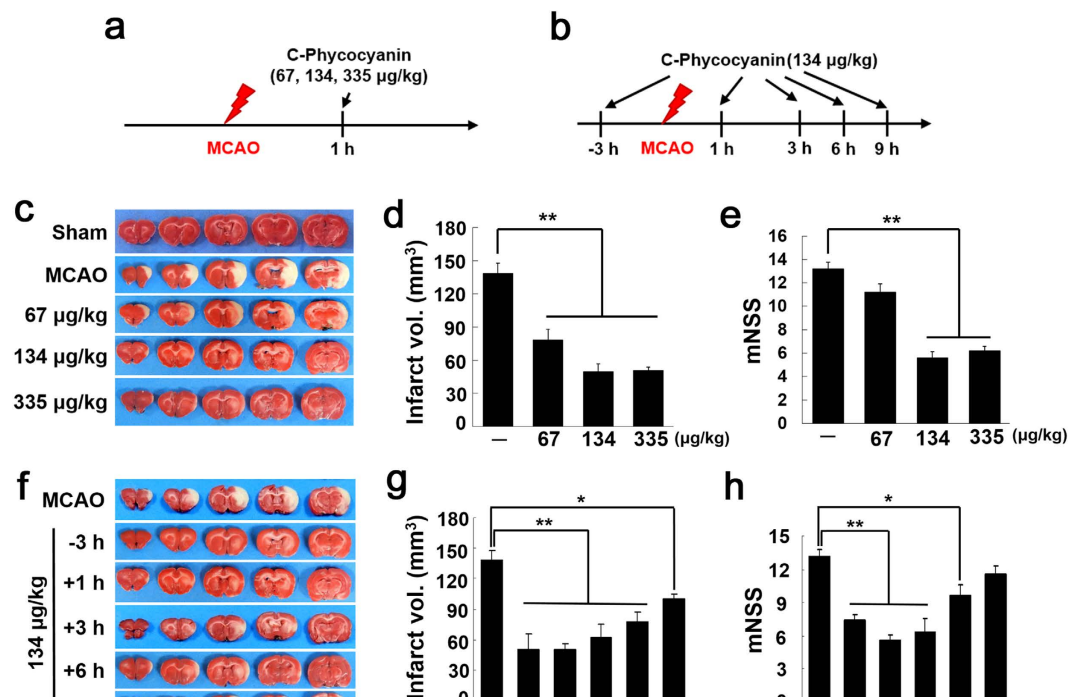 a
C-Phycocyanin
(67, 134, 335 µg/kg)
MCAO
1 h
b
C-Phycocyanin(134 µg/kg)
-3 h
MCAO
1 h
3 h
6 h
9 h
c
Sham
MCAO
67 µg/kg
134 µg/kg
335 µg/kg
d
Infarct vol. (mm³)
180
150
120
90
60
30
0
**
— 67 134 335 (µg/kg)
e
mNSS
16
14
12
10
8
6
4
2
0
**
— 67 134 335 (µg/kg)
f
MCAO
134 µg/kg
-3 h
+1 h
+3 h
+6 h
g
Infarct vol. (mm³)
180
150
120
90
60
30
*
**
h
mNSS
15
12
9
6
3
*
**